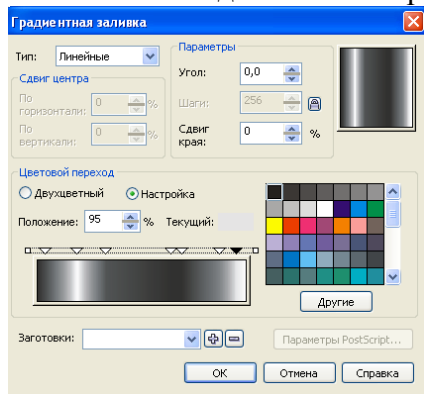 Градиентная заливка
Тип: Линейные
Параметры
Угол: 0,0
Шаги: 256
Сдвиг края: 0 %
Сдвиг центра
По горизонтали: 0 %
По вертикали: 0 %
Цветовой переход
Двухцветный Настройка
Положение: 95 % Текущий:
Другие
Заготовки:
Параметры PostScript...
ОК Отмена Справка